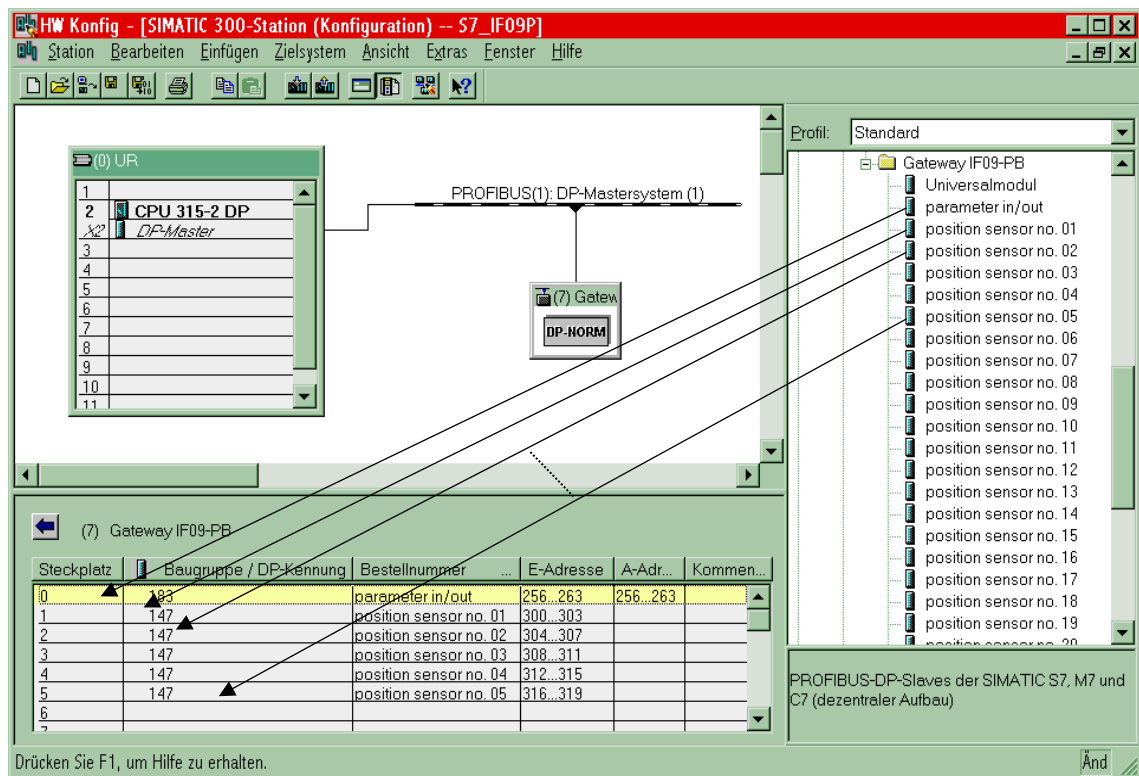 HW Konfig - [SIMATIC 300-Station (Konfiguration) -- S7_IF09P]
Station Bearbeiten Einfügen Zielsystem Ansicht Extras Fenster Hilfe
(0) UR
1
2 CPU 315-2 DP
X2 DP-Master
3
4
5
6
7
8
9
10
11
PROFIBUS(1): DP-Mastersystem (1)
(7) Gatew
DP-NORM
Profil: Standard
Gateway IF09-PB
Universalmodul
parameter in/out
position sensor no. 01
position sensor no. 02
position sensor no. 03
position sensor no. 04
position sensor no. 05
position sensor no. 06
position sensor no. 07
position sensor no. 08
position sensor no. 09
position sensor no. 10
position sensor no. 11
position sensor no. 12
position sensor no. 13
position sensor no. 14
position sensor no. 15
position sensor no. 16
position sensor no. 17
position sensor no. 18
position sensor no. 19
position sensor no. 20
PROFIBUS-DP-Slaves der SIMATIC S7, M7 und
C7 (dezentraler Aufbau)
(7) Gateway IF09-PB
Steckplatz Baugruppe / DP-Kennung Bestellnummer ... E-Adresse A-Adr... Kommen...
0 183 parameter in/out 256...263 256...263
1 147 position sensor no. 01 300...303
2 147 position sensor no. 02 304...307
3 147 position sensor no. 03 308...311
4 147 position sensor no. 04 312...315
5 147 position sensor no. 05 316...319
6
7
Drücken Sie F1, um Hilfe zu erhalten.
Änd